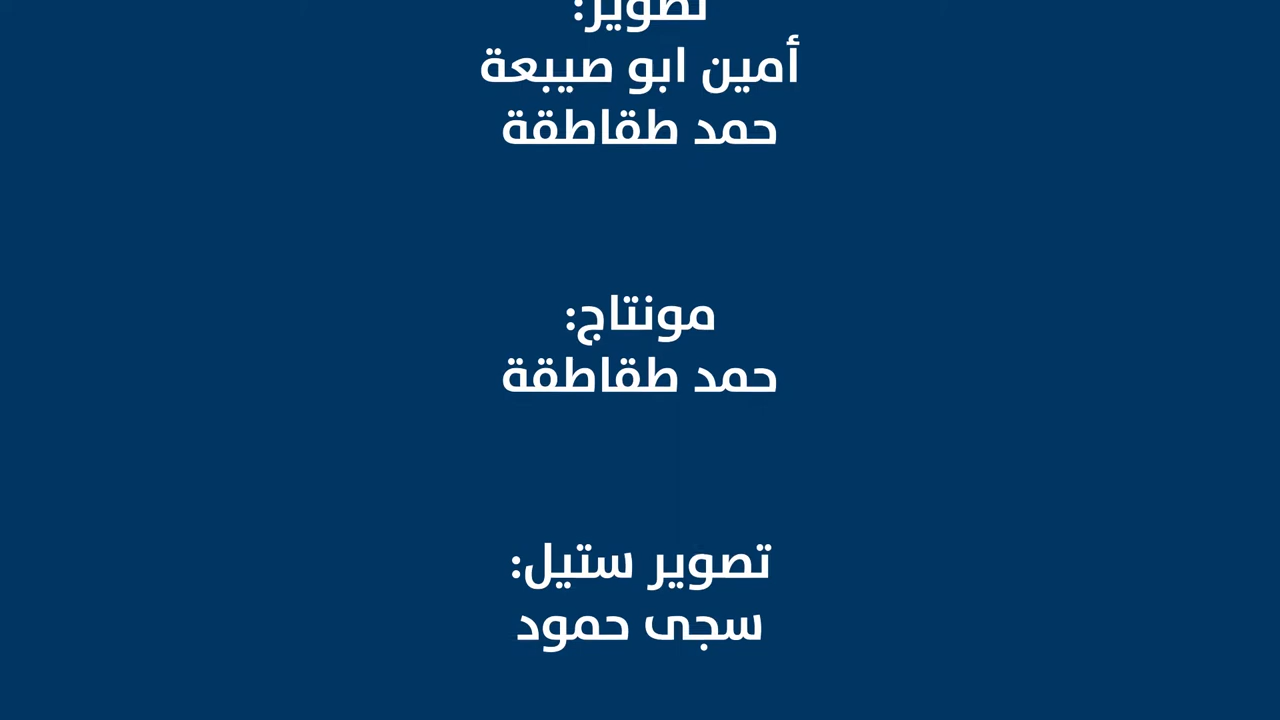 تصوير:
أمين ابو صيبعة
حمد طقاطقة
مونتاج:
حمد طقاطقة
تصوير ستيل:
سجى حمود